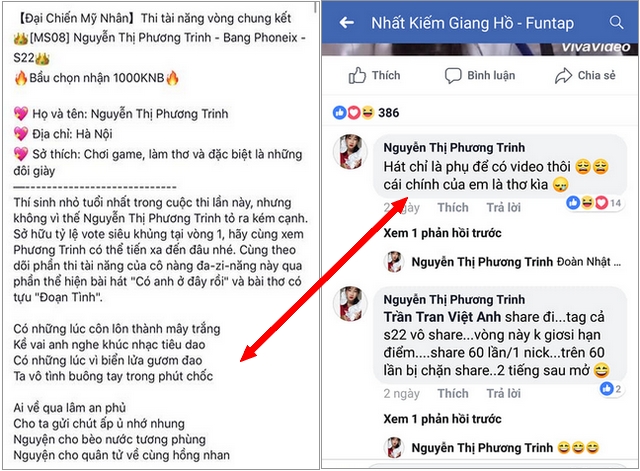 【Đại Chiến Mỹ Nhân】Thi tài năng vòng chung kết
👑[MS08] Nguyễn Thị Phương Trinh - Bang Phoneix -
S22👑
🔥Bầu chọn nhận 1000KNB🔥
💖 Họ và tên: Nguyễn Thị Phương Trinh
💖 Địa chỉ: Hà Nội
💖 Sở thích: Chơi game, làm thơ và đặc biệt là những
đôi giày
—---------------------------
Thí sinh nhỏ tuổi nhất trong cuộc thi lần này, nhưng
không vì thế Nguyễn Thị Phương Trinh tỏ ra kém cạnh.
Sở hữu tỷ lệ vote siêu khủng tại vòng 1, hãy cùng xem
Phương Trinh có thể tiến xa đến đâu nhé. Cùng theo
dõi phần thi tài năng của cô nàng đa-zi-năng này qua
phần thể hiện bài hát "Có anh ở đây rồi" và bài thơ có
tựu "Đoạn Tình".
Có những lúc côn lôn thành mây trắng
Kề vai anh nghe khúc nhạc tiêu dao
Có những lúc vì biển lửa gươm đao
Ta vô tình buông tay trong phút chốc
Ai về qua lâm an phủ
Cho ta gửi chút ấp ủ nhớ nhung
Nguyện cho bèo nước tương phùng
Nguyện cho quân tử về cùng hồng nhan
Nhất Kiếm Giang Hồ - Funtap
VivaVideo
Thích
Bình luận
Chia sẻ
386
Nguyễn Thị Phương Trinh
Hát chỉ là phụ để có video thôi 😪😪
cái chính của em là thơ kìa 😪
2 ngày Thích Trả lời 14
Xem 1 phản hồi trước
Nguyễn Thị Phương Trinh Đoàn Nhật ...
Nguyễn Thị Phương Trinh
Trần Tran Việt Anh share đi...tag cả
s22 vô share...vòng này k giơsi hạn
điểm....share 60 lần/1 nick...trên 60
lần bị chặn share..2 tiếng sau mở 😅
2 ngày Thích Trả lời 2
Xem 1 phản hồi trước
Nguyễn Thị Phương Trinh 😄😄😄